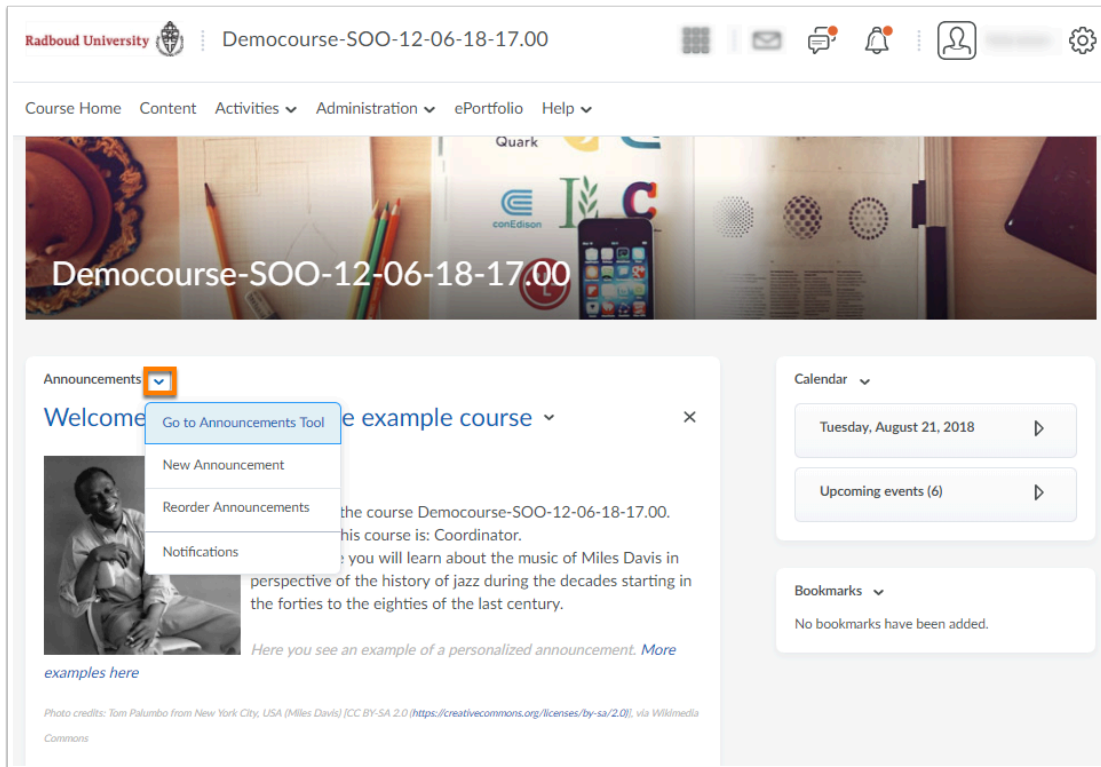 Radboud University Democourse-SOO-12-06-18-17.00
Course Home Content Activities Administration ePortfolio Help
Quark
conEdison
Democourse-SOO-12-06-18-17.00
Announcements
Welcome e example course
Go to Announcements Tool
New Announcement
Reorder Announcements
Notifications
the course Democourse-SOO-12-06-18-17.00.
his course is: Coordinator.
you will learn about the music of Miles Davis in
perspective of the history of jazz during the decades starting in
the forties to the eighties of the last century.
Here you see an example of a personalized announcement. More
examples here
Photo credits: Tom Palumbo from New York City, USA (Miles Davis) [CC BY-SA 2.0 (https://creativecommons.org/licenses/by-sa/2.0)], via Wikimedia
Commons
Calendar
Tuesday, August 21, 2018
Upcoming events (6)
Bookmarks
No bookmarks have been added.